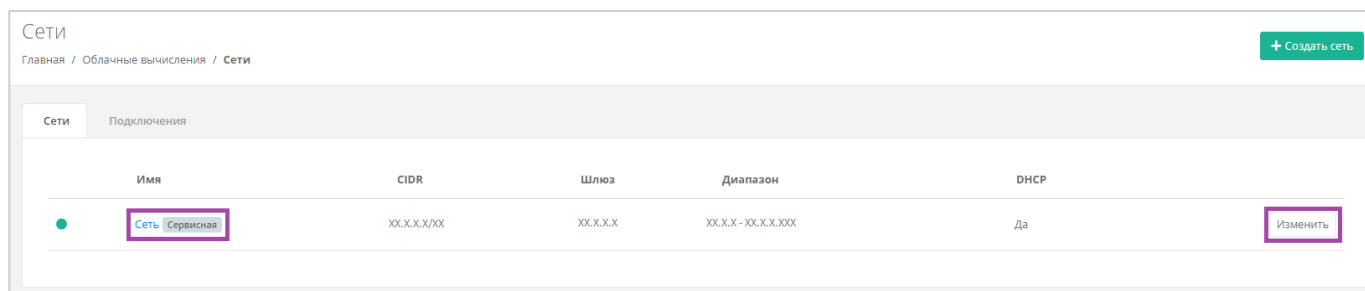 Сети
+ Создать сеть
Главная / Облачные вычисления / Сети
Сети Подключения
Имя CIDR Шлюз Диапазон DHCP
Сеть Сервисная XX.X.X.X/XX XX.X.X.X XX.X.X - XX.X.X.XXX Да Изменить